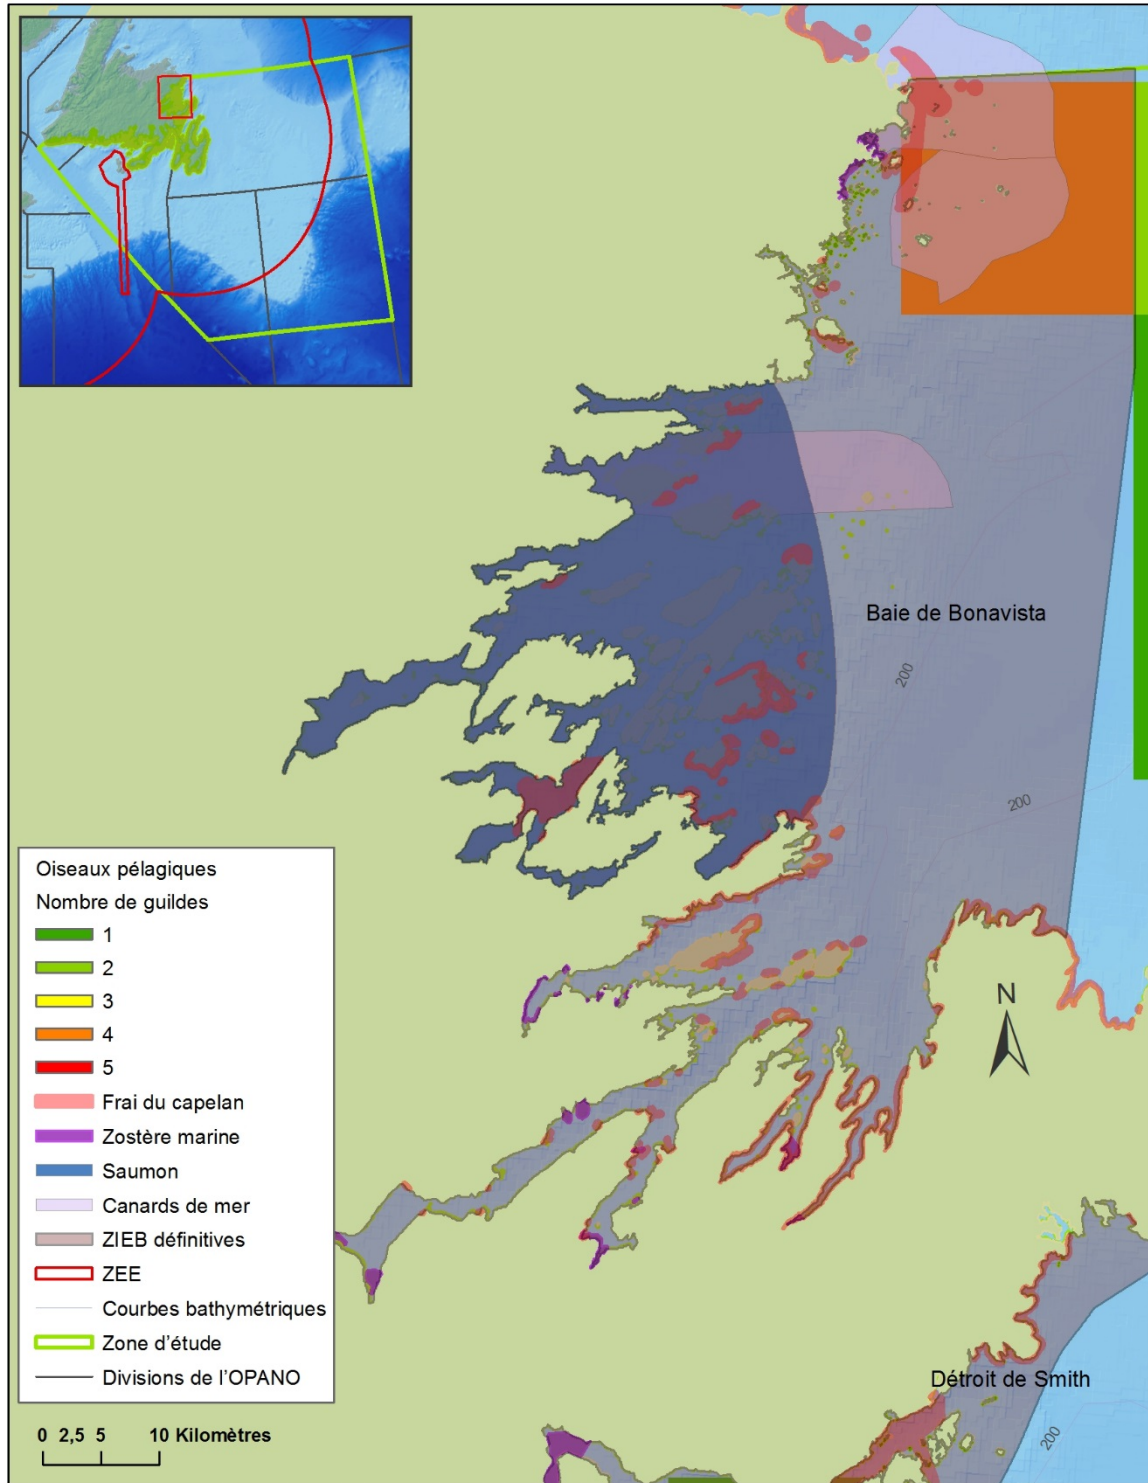 Baie de Bonavista
200
200
Oiseaux pélagiques
Nombre de guildes
1
2
3
4
5
Frai du capelan
Zostère marine
Saumon
Canards de mer
ZIEB définitives
ZEE
Courbes bathymétriques
Zone d'étude
Divisions de l'OPANO
N
Détroit de Smith
200
0 2,5 5 10 Kilomètres